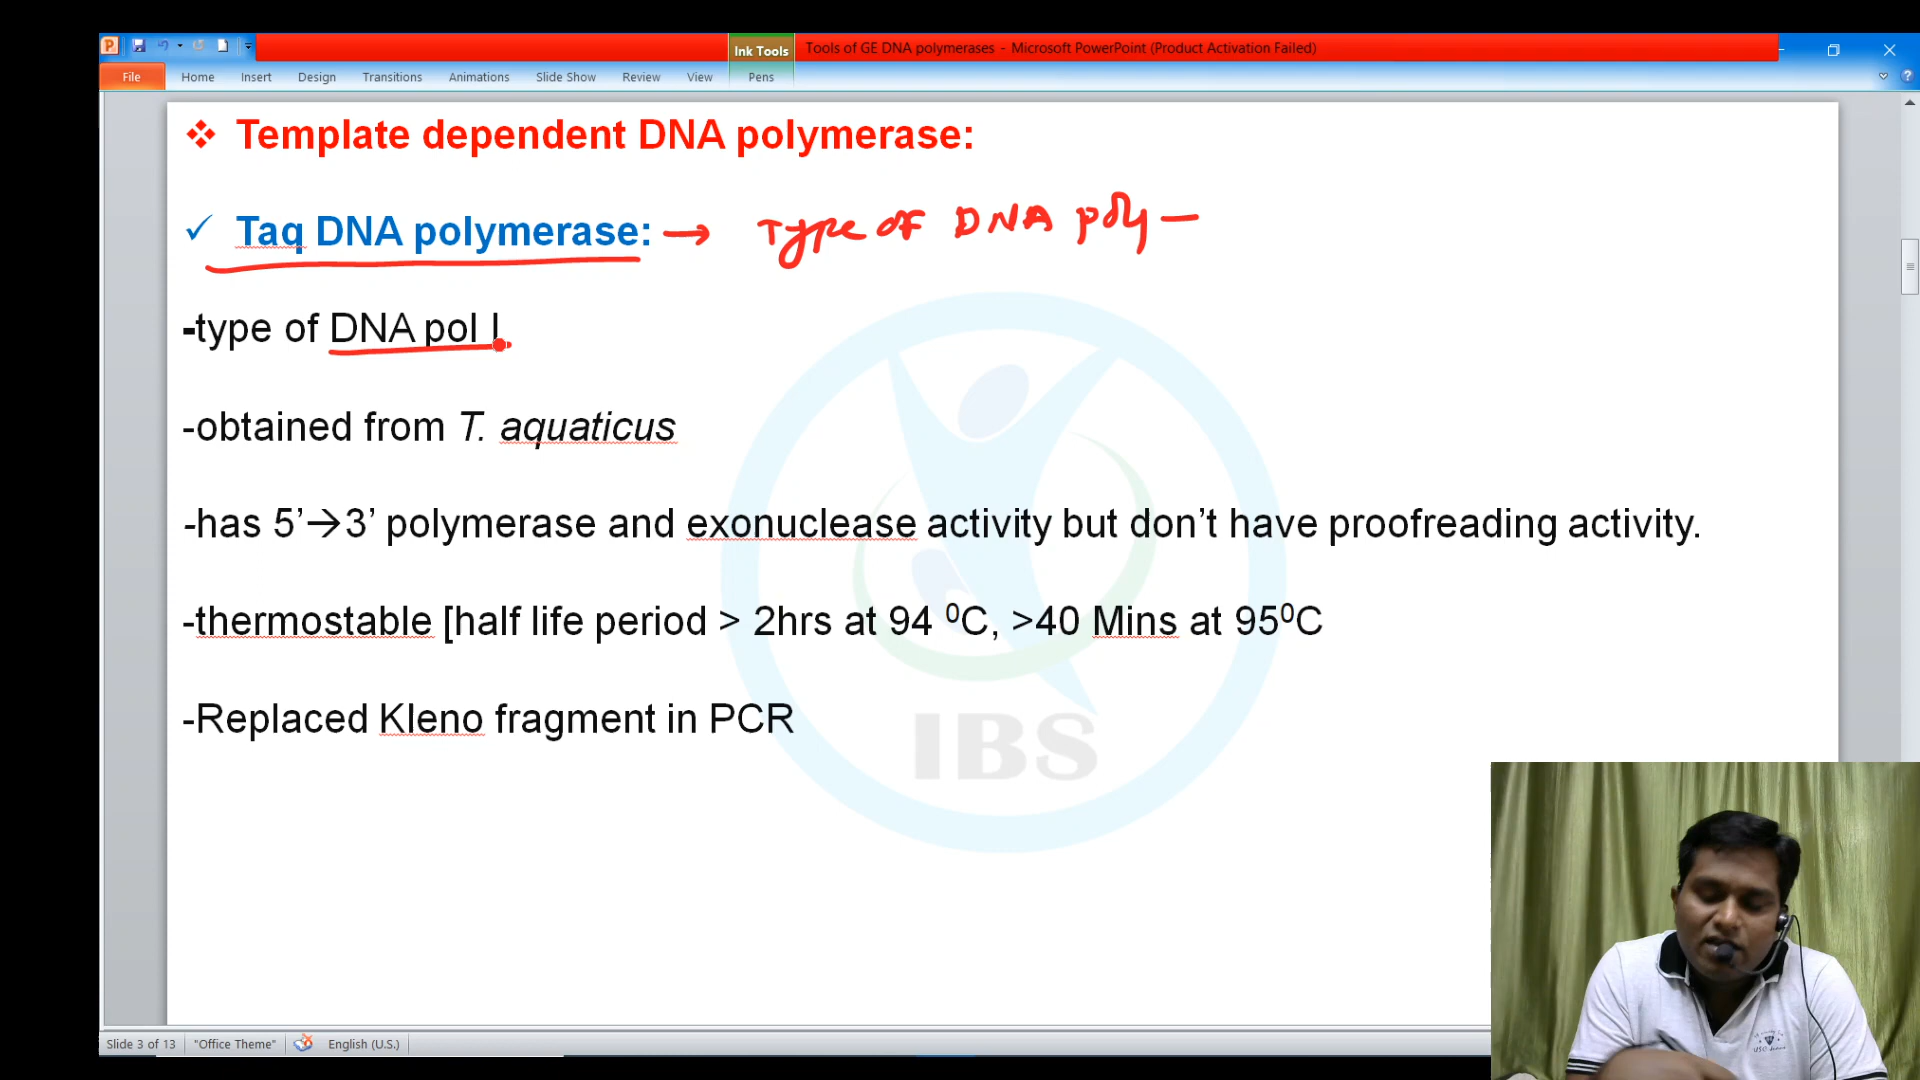 Ink Tools
Tools of GE DNA polymerases - Microsoft PowerPoint (Product Activation Failed)
File Home Insert Design Transitions Animations Slide Show Review View Pens
❖ Template dependent DNA polymerase:
✓ Taq DNA polymerase: → Type of DNA poly —
-type of DNA pol I
-obtained from T. aquaticus
-has 5’→3’ polymerase and exonuclease activity but don’t have proofreading activity.
-thermostable [half life period > 2hrs at 94 ⁰C, >40 Mins at 95⁰C
-Replaced Kleno fragment in PCR
IBS
Slide 3 of 13 "Office Theme" English (U.S.)